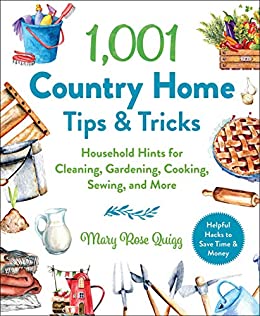 1,001
Country Home
Tips & Tricks
Household Hints for
Cleaning, Gardening, Cooking,
Sewing, and More
Mary Rose Quigg
Helpful
Hacks to
Save Time &
Money